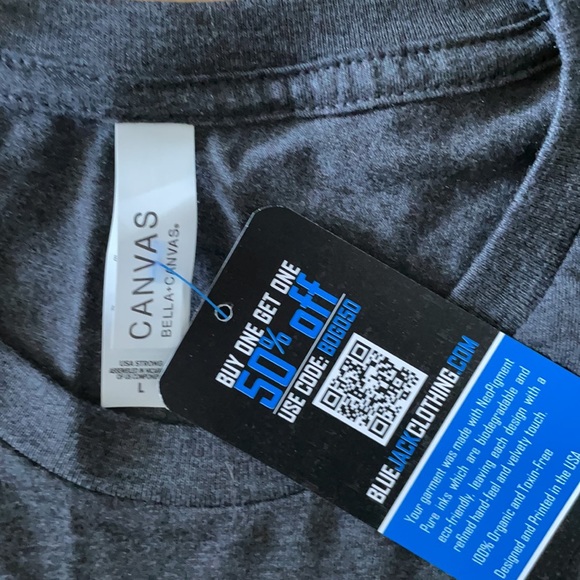 CANVAS
BELLA+CANVAS®
USA STRONG
L
BUY ONE GET ONE
50% off
USE CODE: BOGO50
BLUEJACKCLOTHING.COM
Your garment was made with NeoPigment
Pure inks which are biodegradable and
eco-friendly, leaving each design with a
refined hand-feel and velvety touch.
100% Organic and Toxin-Free
Designed and Printed in the USA